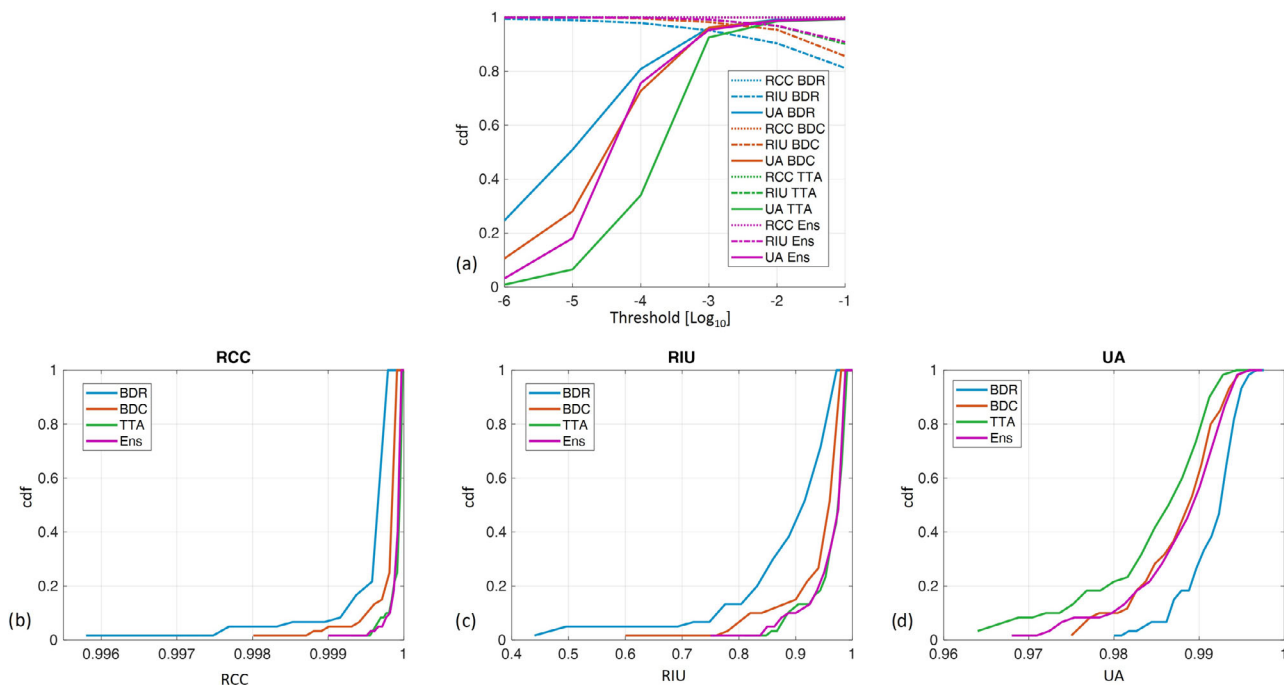 cdf
1
0.8
0.6
0.4
0.2
0
(a)
-6
-5
-4
-3
-2
-1
Threshold [Log10]
RCC BDR
RIU BDR
UA BDR
RCC BDC
RIU BDC
UA BDC
RCC TTA
RIU TTA
UA TTA
RCC Ens
RIU Ens
UA Ens
RCC
cdf
1
0.8
0.6
0.4
0.2
0
(b)
BDR
BDC
TTA
Ens
0.996
0.997
0.998
0.999
1
RCC
RIU
cdf
1
0.8
0.6
0.4
0.2
0
(c)
BDR
BDC
TTA
Ens
0.4
0.5
0.6
0.7
0.8
0.9
1
RIU
UA
cdf
1
0.8
0.6
0.4
0.2
0
(d)
BDR
BDC
TTA
Ens
0.96
0.97
0.98
0.99
1
UA